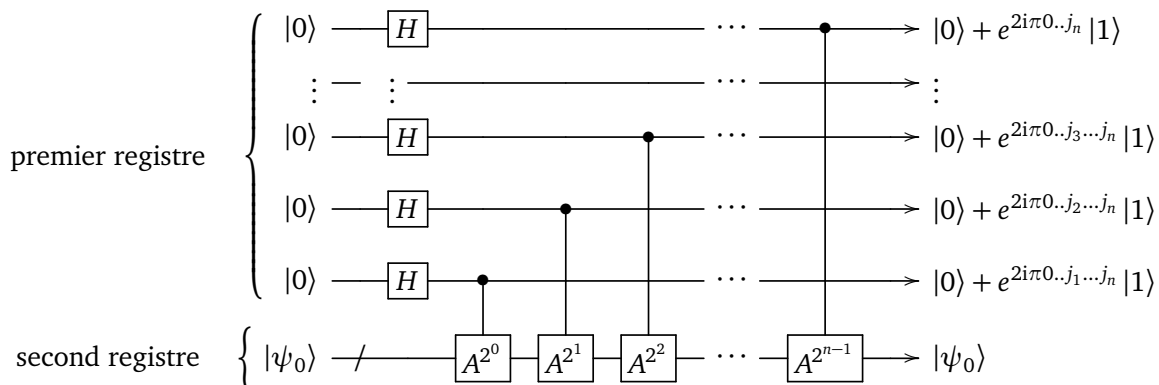 |0⟩ H ··· |0⟩ + e^{2iπ0..j_n} |1⟩
⋮ ⋮ ··· ⋮
|0⟩ H ··· |0⟩ + e^{2iπ0..j_3...j_n} |1⟩
premier registre
|0⟩ H ··· |0⟩ + e^{2iπ0..j_2...j_n} |1⟩
|0⟩ H ··· |0⟩ + e^{2iπ0..j_1...j_n} |1⟩
second registre { |ψ_0⟩ / A^{2^0} A^{2^1} A^{2^2} ··· A^{2^{n−1}} |ψ_0⟩